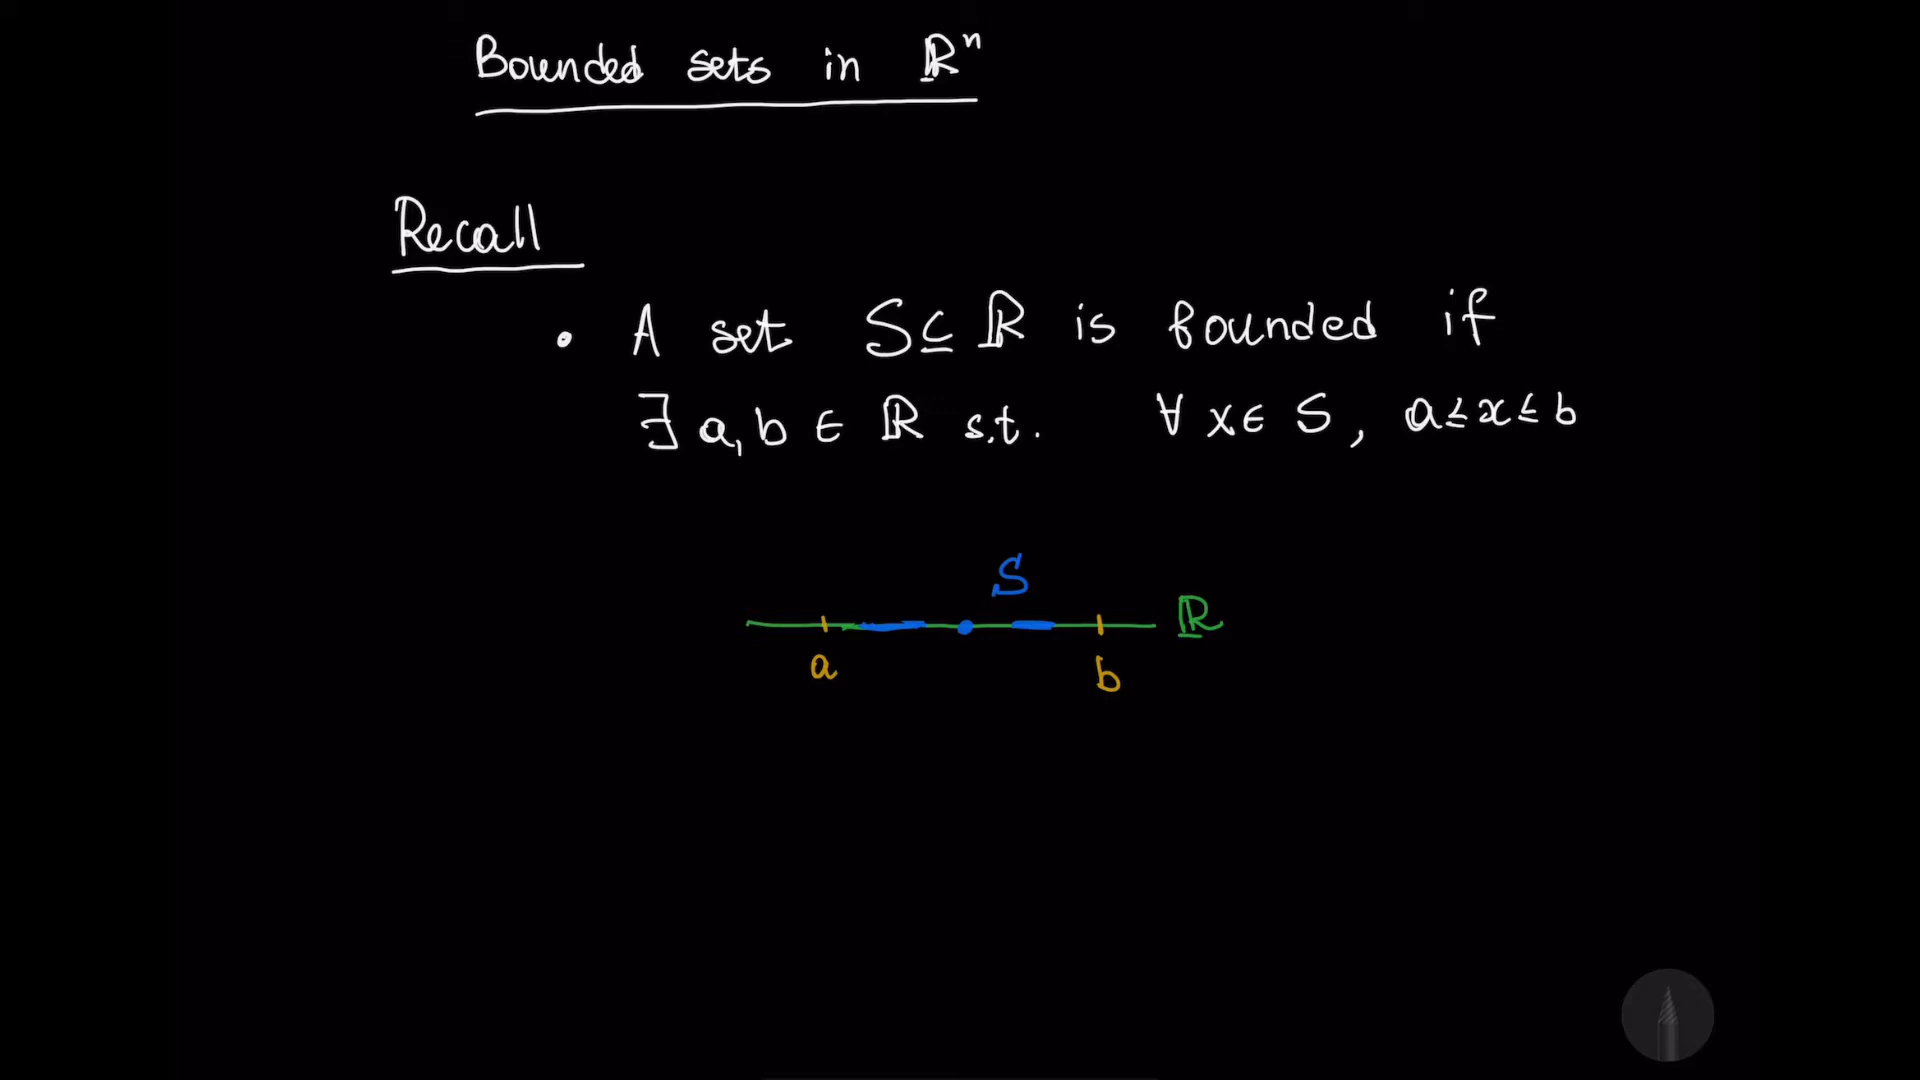 Bounded sets in ℝⁿ
Recall
• A set S ⊆ ℝ is bounded if
∃ a, b ∈ ℝ s.t. ∀ x ∈ S, a ≤ x ≤ b
S
ℝ
a b